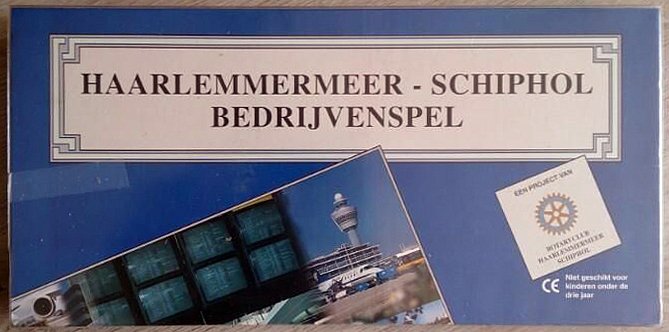 HAARLEMMERMEER - SCHIPHOL
BEDRIJVENSPEL
EEN PROJECT VAN
ROTARYCLUB
HAARLEMMERMEER
SCHIPHOL
CE
Niet geschikt voor
kinderen onder de
drie jaar